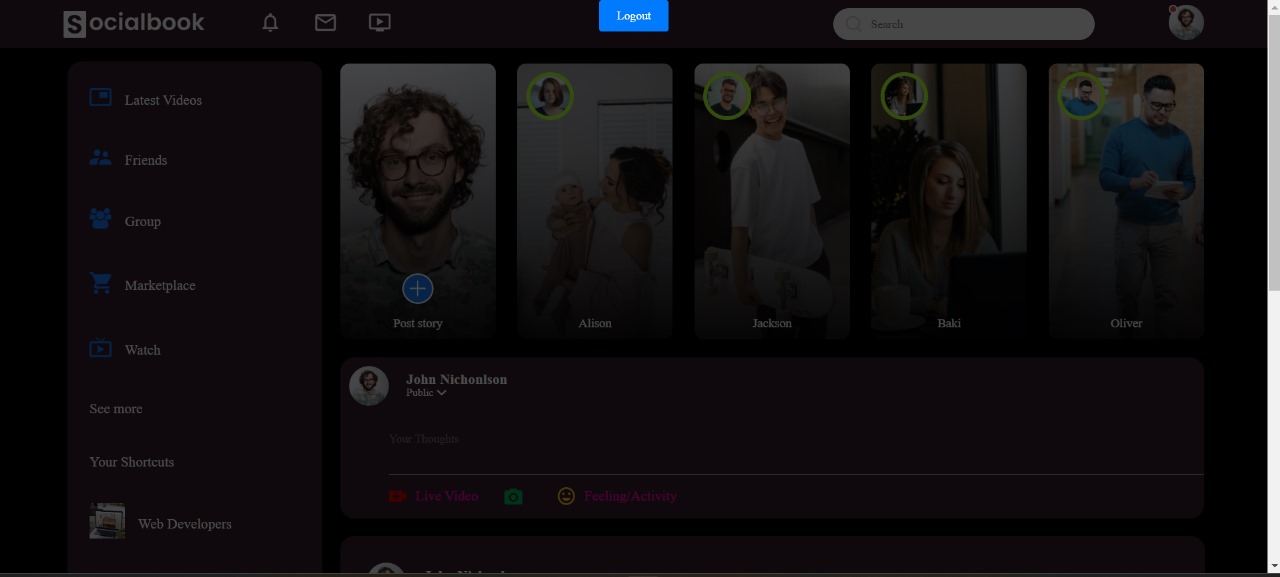 Socialbook
Logout
Search
Latest Videos
Friends
Group
Marketplace
Watch
See more
Your Shortcuts
Web Developers
Post story
Alison
Jackson
Baki
Oliver
John Nichonlson
Public
Your Thoughts
Live Video
Feeling/Activity